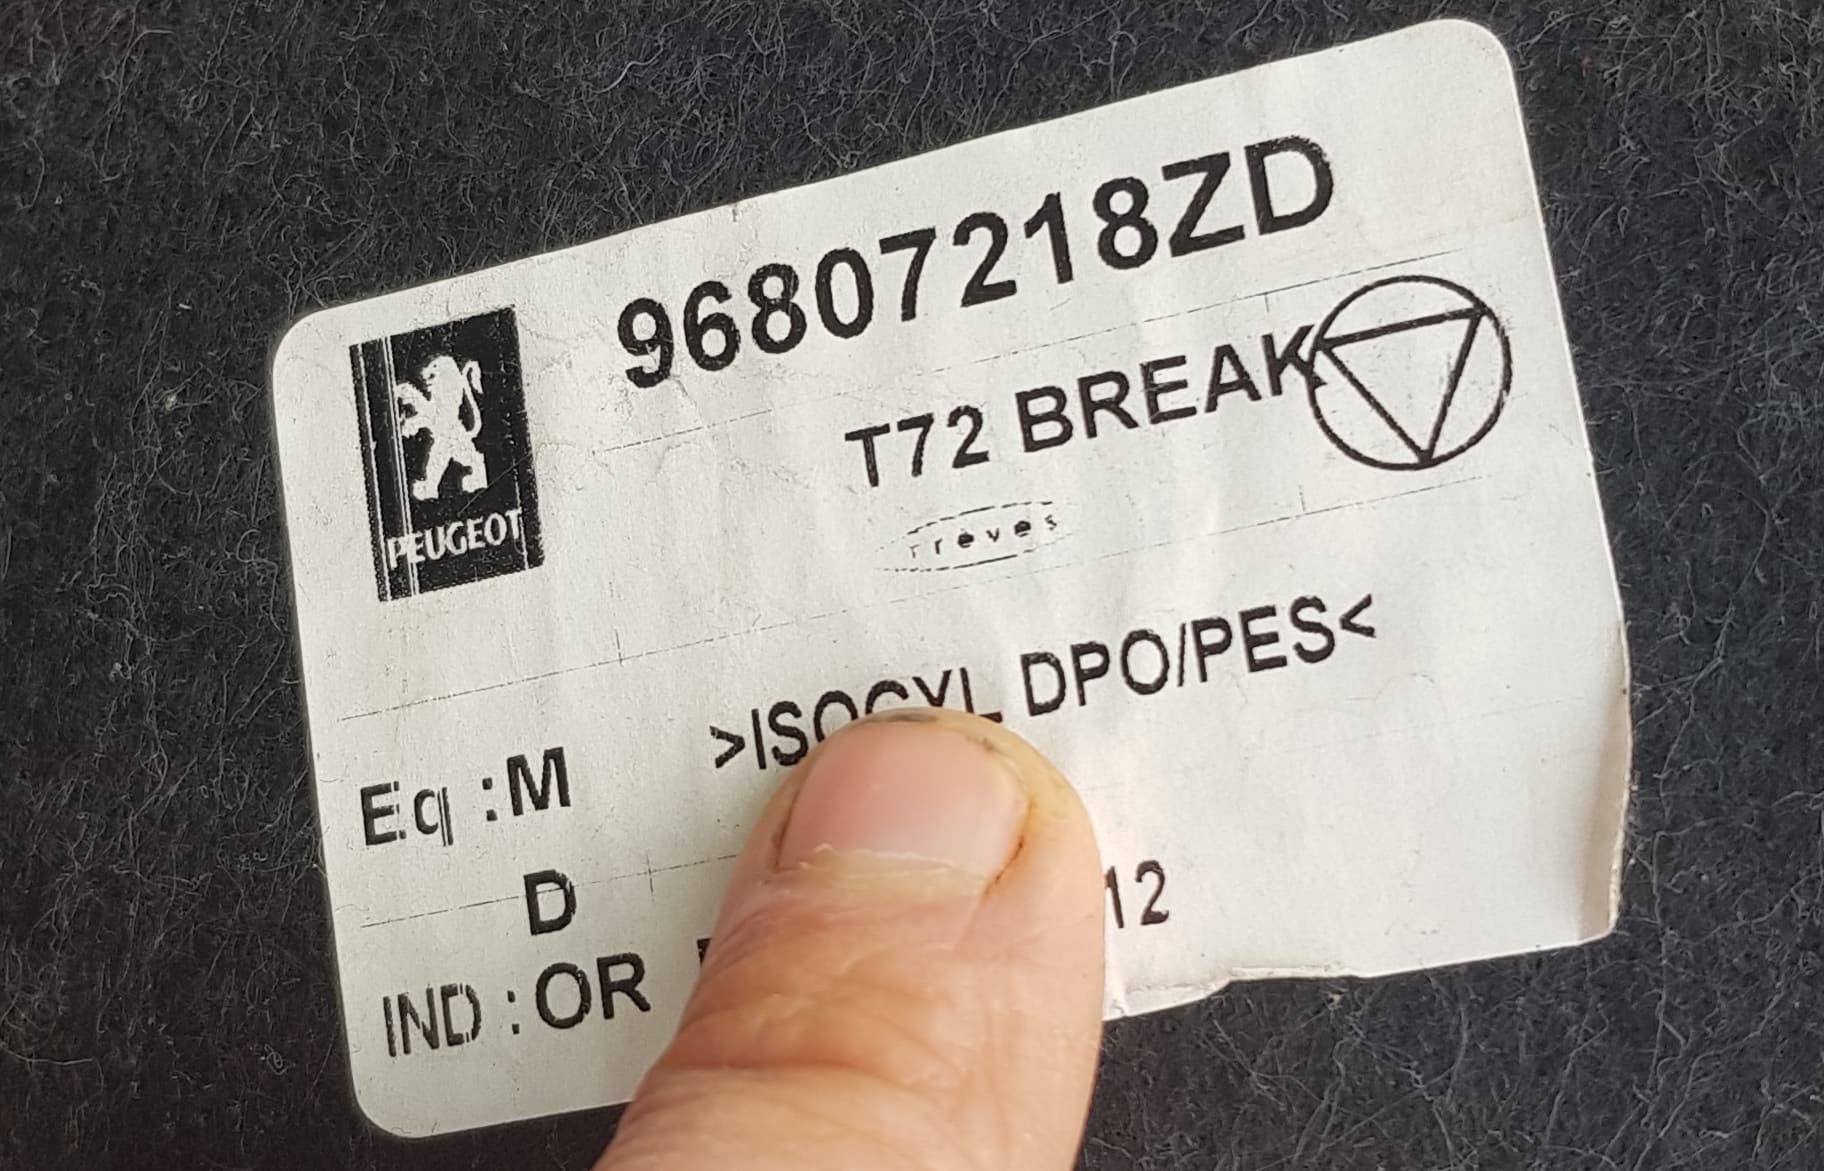 96807218ZD
T72 BREAK
PEUGEOT
Treves
>ISOCYL DPO/PES<
Eq :M
D
12
IND : OR